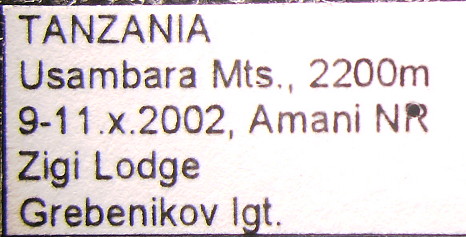 TANZANIA
Usambara Mts., 2200m
9-11.x.2002, Amani NR
Zigi Lodge
Grebenikov lgt.